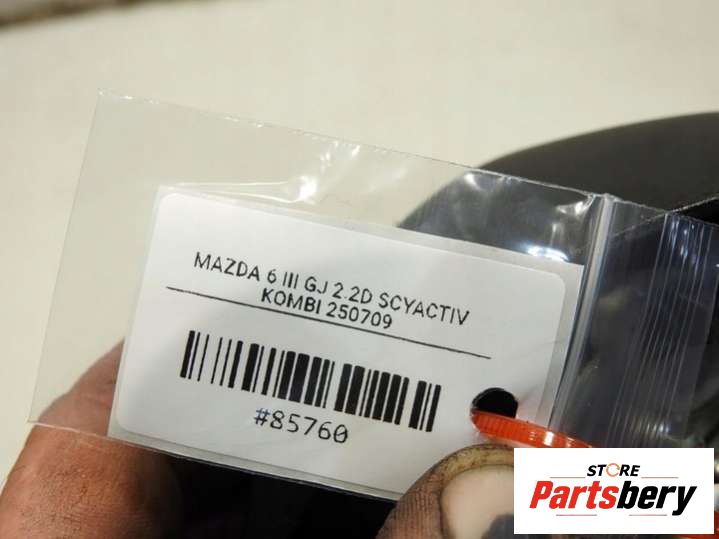 MAZDA 6 III GJ 2.2D SCYACTIV
KOMBI 250709
#85760
STORE
Partsbery